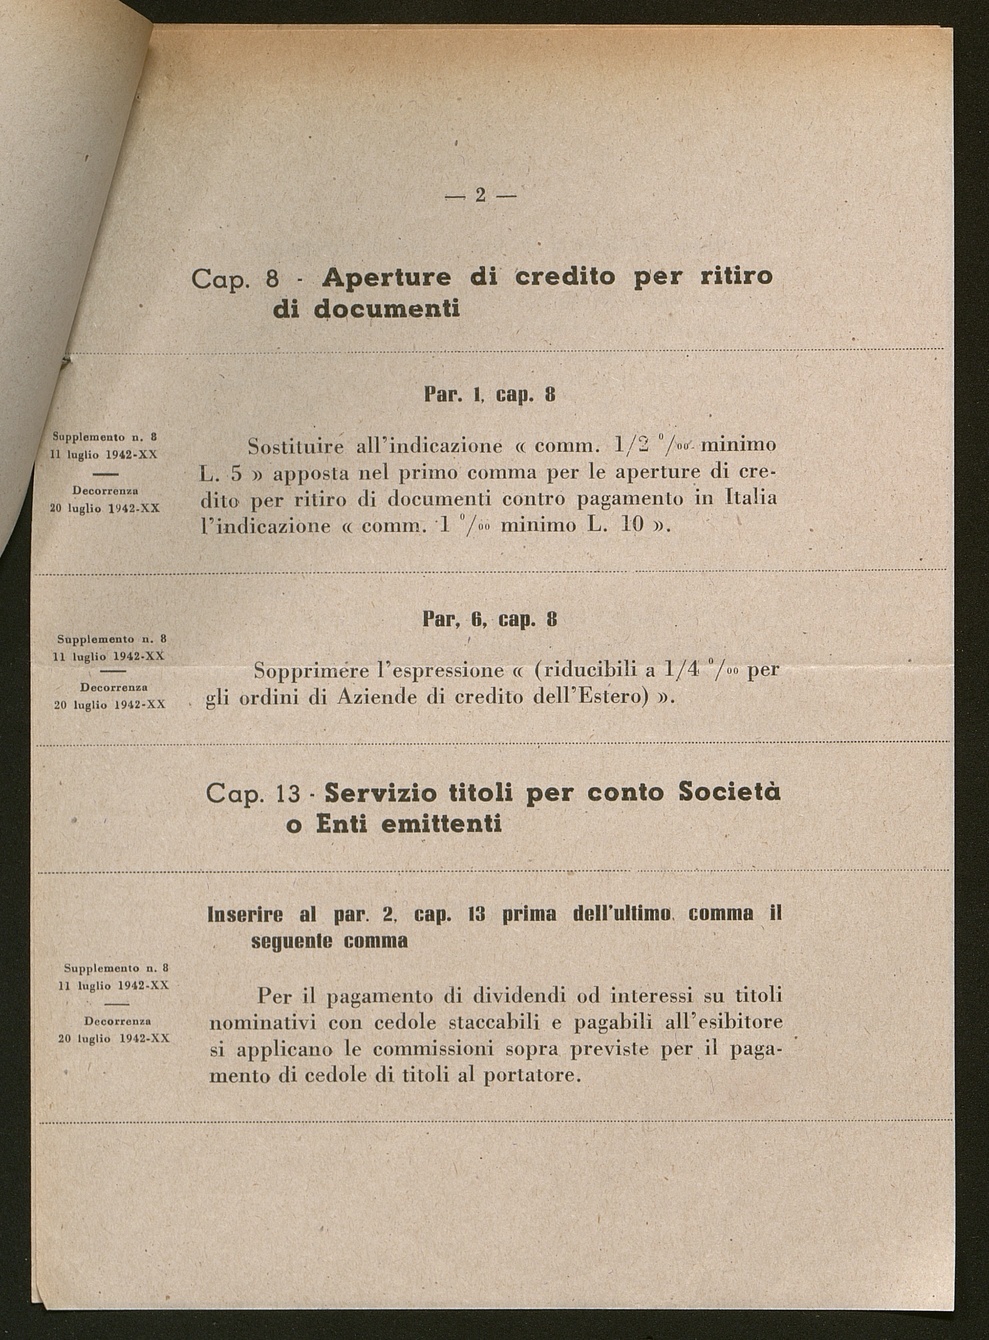 — 2 —
Cap. 8 - Aperture di credito per ritiro
di documenti
Par. 1, cap. 8
Supplemento n. 8
11 luglio 1942-XX
Decorrenza
20 luglio 1942-XX
Sostituire all'indicazione « comm. 1/2 ‰ minimo
L. 5 » apposta nel primo comma per le aperture di cre-
dito per ritiro di documenti contro pagamento in Italia
l'indicazione « comm. 1 ‰ minimo L. 10 ».
Par, 6, cap. 8
Supplemento n. 8
11 luglio 1942-XX
Decorrenza
20 luglio 1942-XX
Sopprimere l'espressione « (riducibili a 1/4 ‰ per
gli ordini di Aziende di credito dell'Estero) ».
Cap. 13 - Servizio titoli per conto Società
o Enti emittenti
Inserire al par. 2, cap. 13 prima dell'ultimo comma il
seguente comma
Supplemento n. 8
11 luglio 1942-XX
Decorrenza
20 luglio 1942-XX
Per il pagamento di dividendi od interessi su titoli
nominativi con cedole staccabili e pagabili all'esibitore
si applicano le commissioni sopra previste per il paga-
mento di cedole di titoli al portatore.